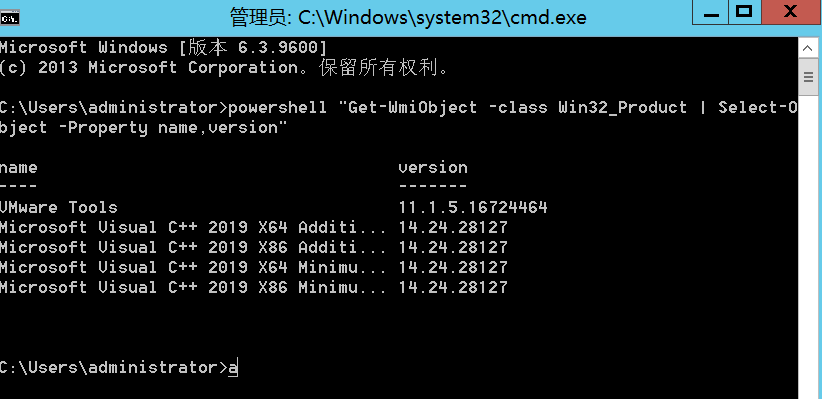 管理员: C:\Windows\system32\cmd.exe
Microsoft Windows [版本 6.3.9600]
(c) 2013 Microsoft Corporation。保留所有权利。
C:\Users\administrator>powershell "Get-WmiObject -class Win32_Product | Select-O
bject -Property name,version"
name version
---- -------
VMware Tools 11.1.5.16724464
Microsoft Visual C++ 2019 X64 Additi... 14.24.28127
Microsoft Visual C++ 2019 X86 Additi... 14.24.28127
Microsoft Visual C++ 2019 X64 Minimu... 14.24.28127
Microsoft Visual C++ 2019 X86 Minimu... 14.24.28127
C:\Users\administrator>a